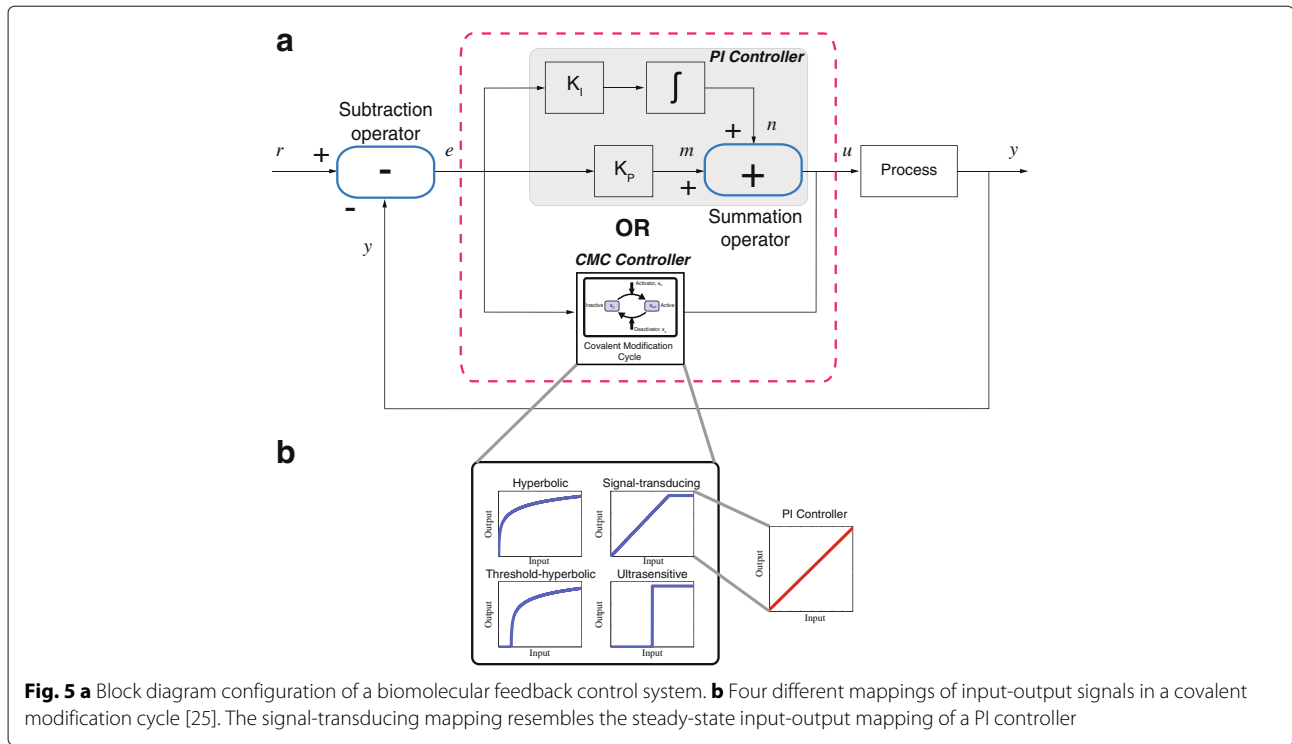 a
PI Controller
K_I
∫
Subtraction
operator
+
n
r
+
e
m
u
y
-
K_P
+
Process
+
-
Summation
operator
y
OR
CMC Controller
Inactive
Active
Covalent Modification
Cycle
b
Hyperbolic
Signal-transducing
Output
Input
Output
Input
PI Controller
Output
Input
Threshold-hyperbolic
Ultrasensitive
Output
Input
Output
Input
Fig. 5 a Block diagram configuration of a biomolecular feedback control system. b Four different mappings of input-output signals in a covalent
modification cycle [25]. The signal-transducing mapping resembles the steady-state input-output mapping of a PI controller